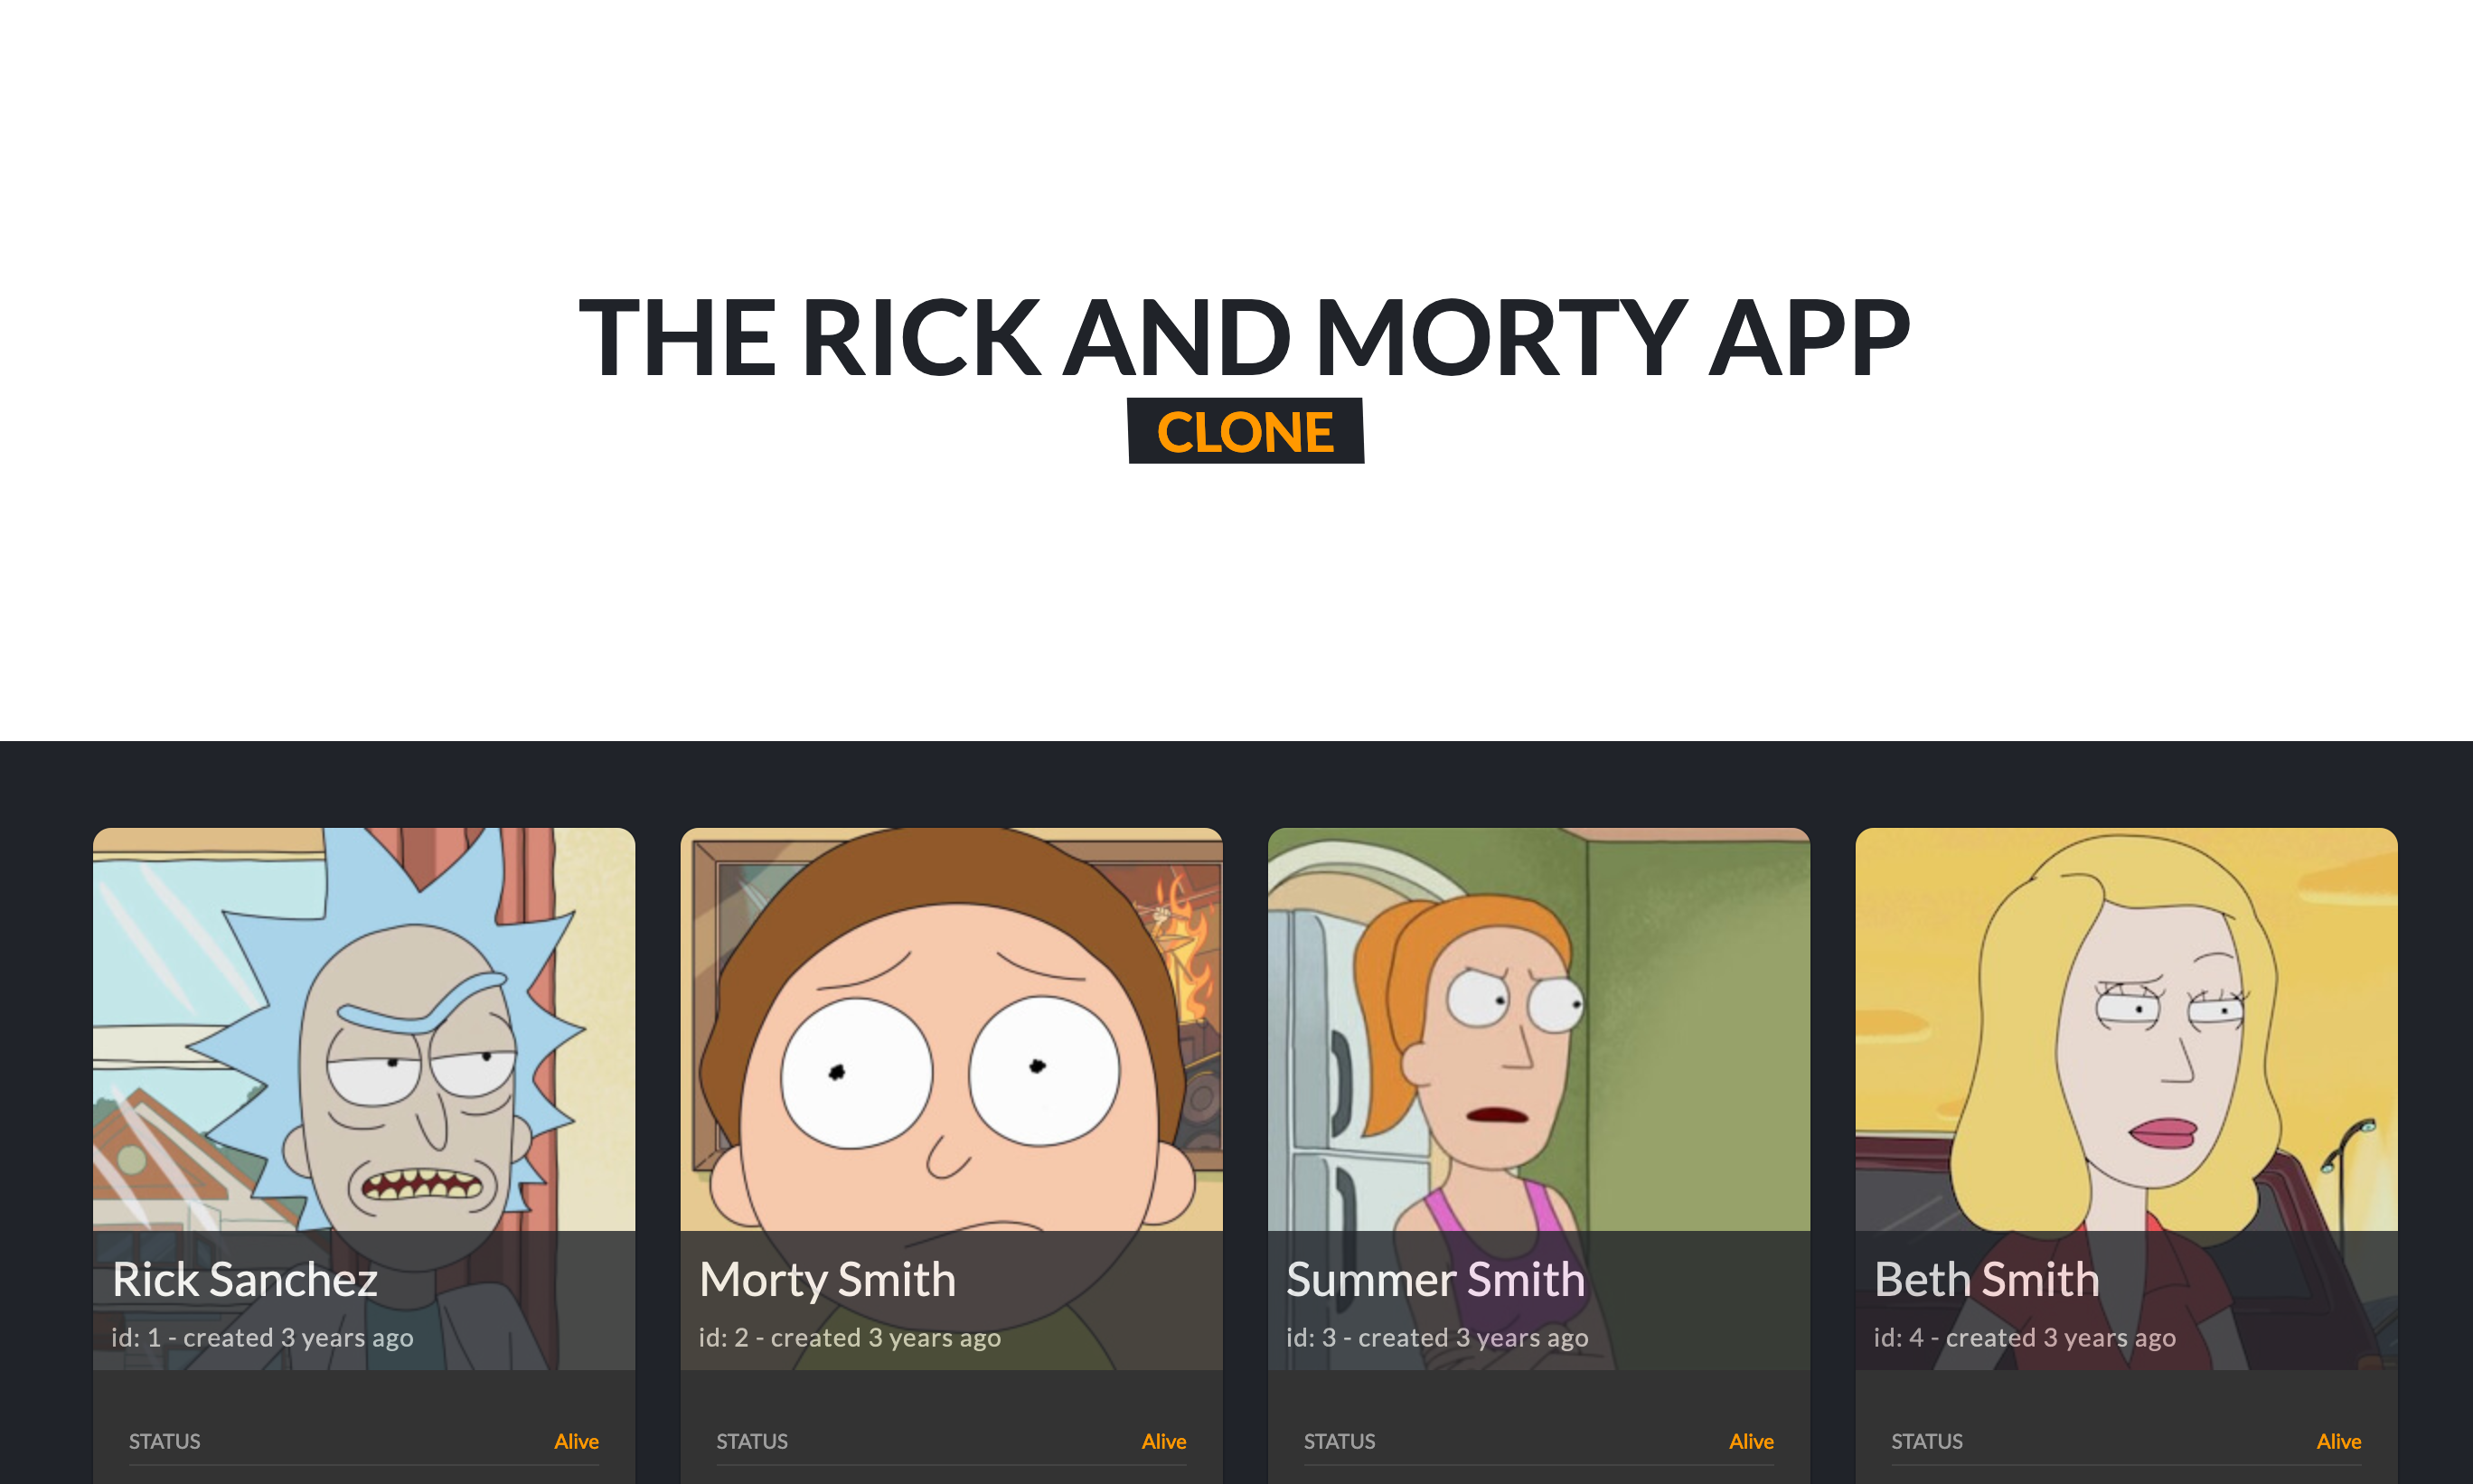 THE RICK AND MORTY APP
CLONE
Rick Sanchez
id: 1 - created 3 years ago
STATUS Alive
Morty Smith
id: 2 - created 3 years ago
STATUS Alive
Summer Smith
id: 3 - created 3 years ago
STATUS Alive
Beth Smith
id: 4 - created 3 years ago
STATUS Alive